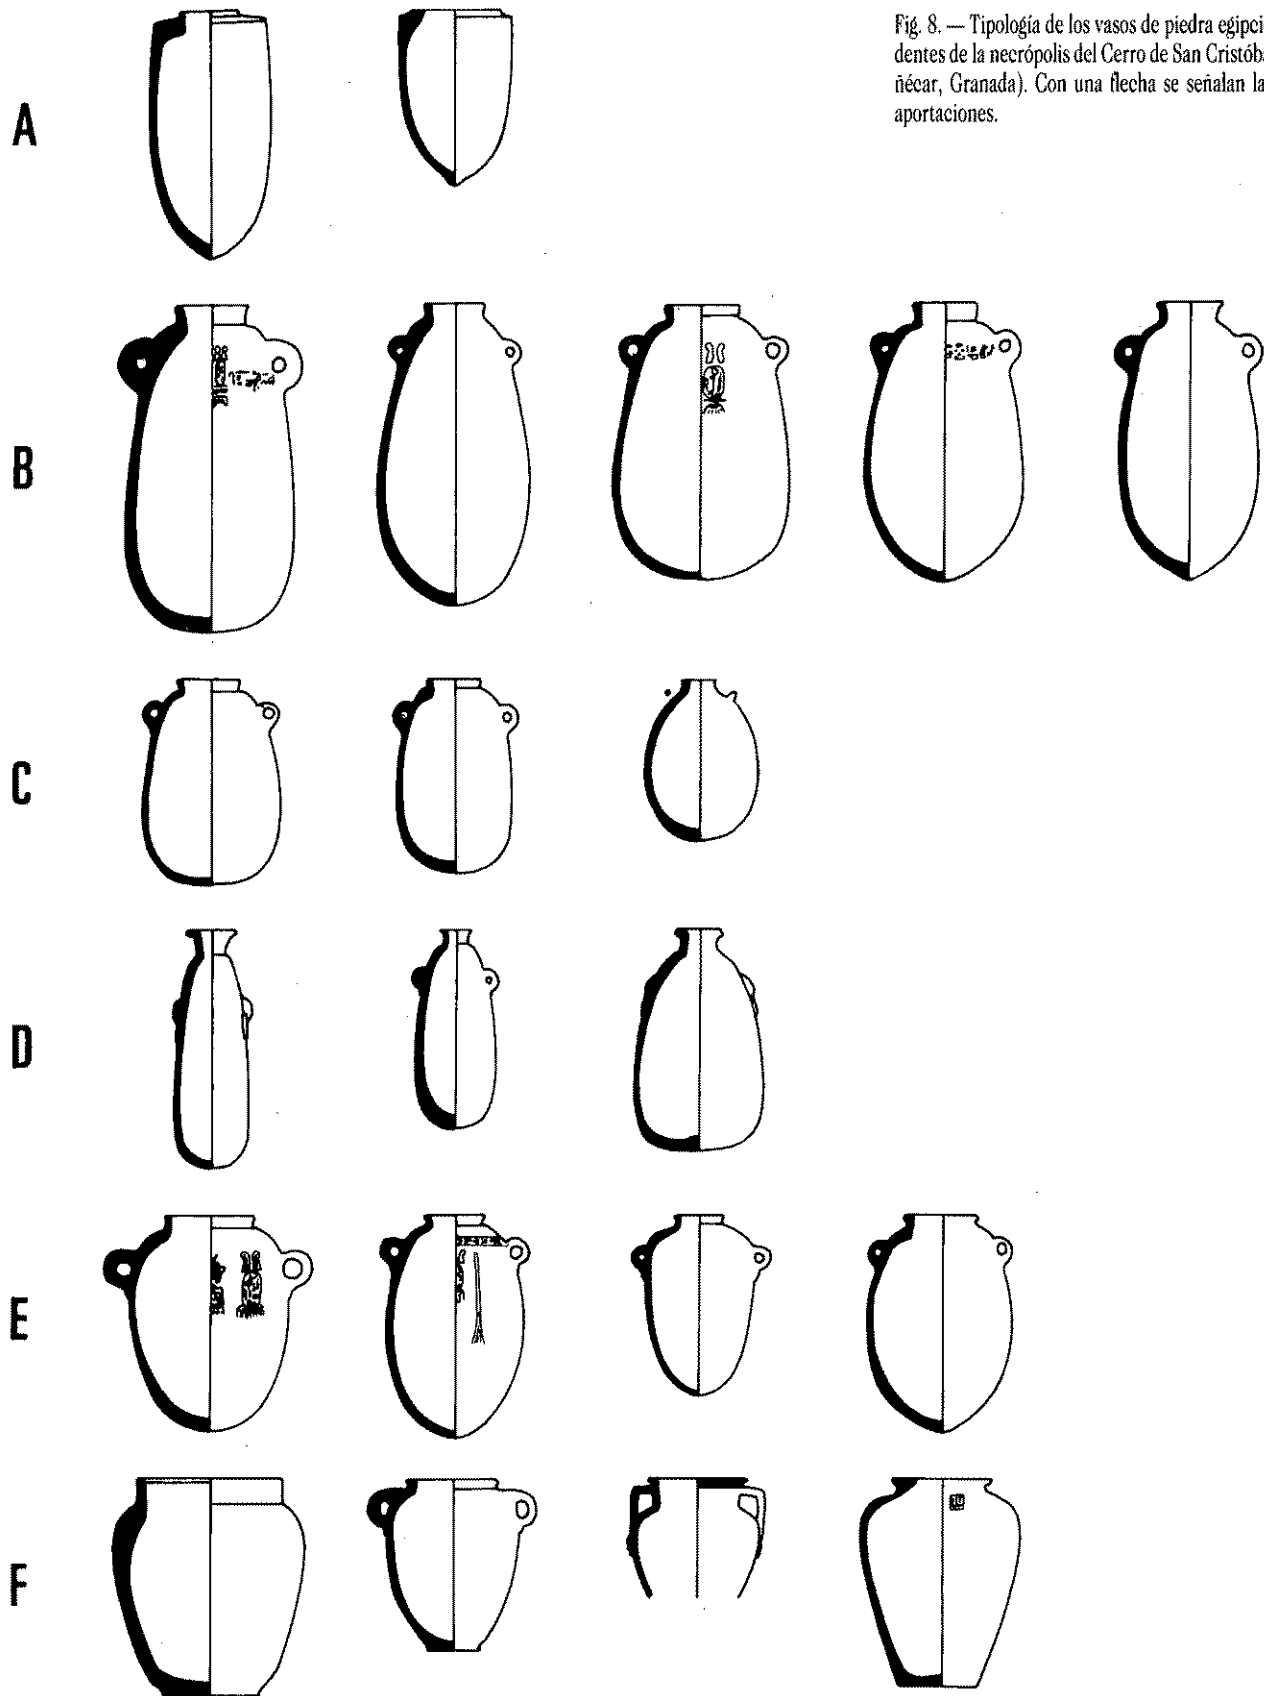 Fig. 8. — Tipología de los vasos de piedra egipci
dentes de la necrópolis del Cerro de San Cristób
ñécar, Granada). Con una flecha se señalan la
aportaciones.
A
B
C
D
E
F